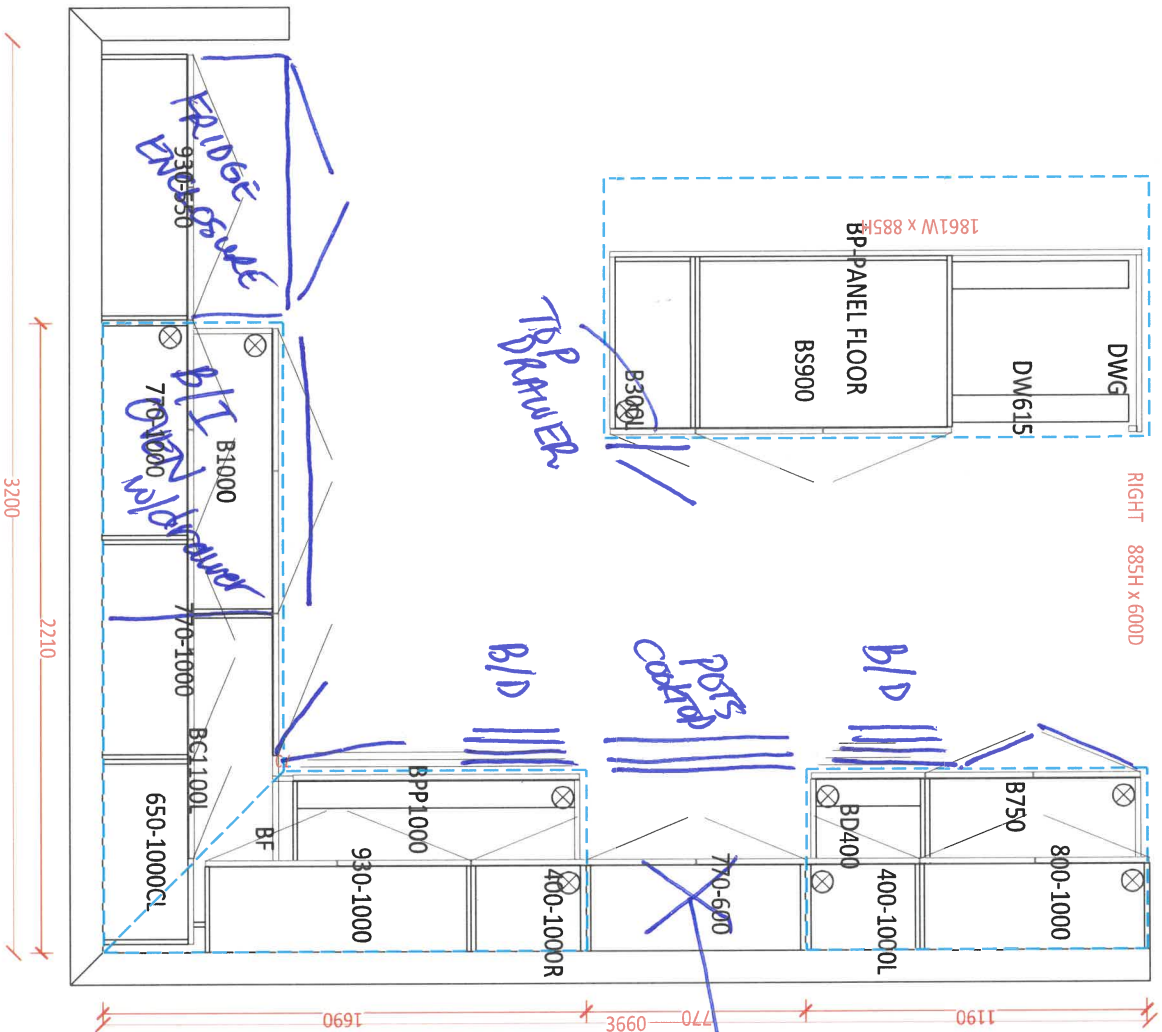 FRIDGE
ENCLOSURE
930-550
1861W x 885H
BP-PANEL FLOOR
BS900
DWG
DW615
B300L
TOP
DRAWER
RIGHT 885H x 600D
B/I
OVEN
w/drawer
770-1000
B1000
770-1000
BC1100L
650-1000CL
BF
B/D
POTS
COOKTOP
B/D
BPP1000
930-1000
400-1000R
770-600
BD400
400-1000L
B750
800-1000
3200
2210
1690
770
3660
1190